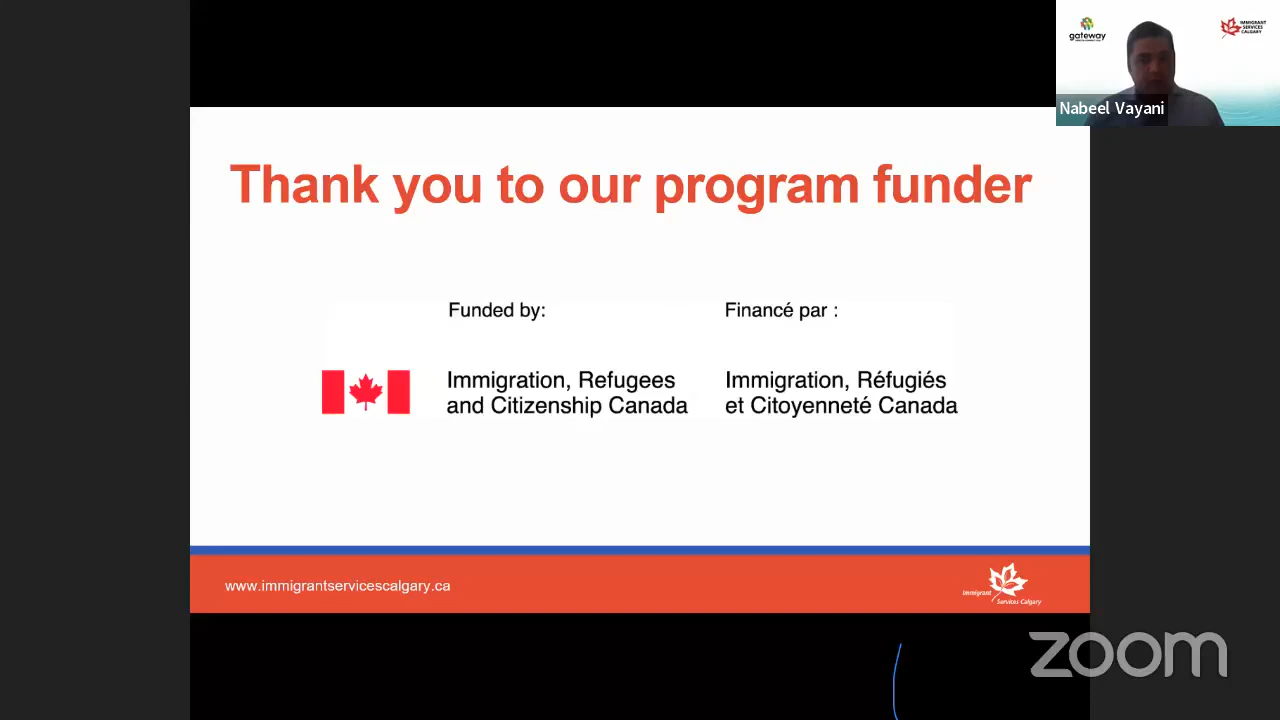 gateway
IMMIGRANT
SERVICES
CALGARY
Nabeel Vayani
Thank you to our program funder
Funded by:
Financé par :
Immigration, Refugees
and Citizenship Canada
Immigration, Réfugiés
et Citoyenneté Canada
www.immigrantservicescalgary.ca
Immigrant
Services Calgary
zoom